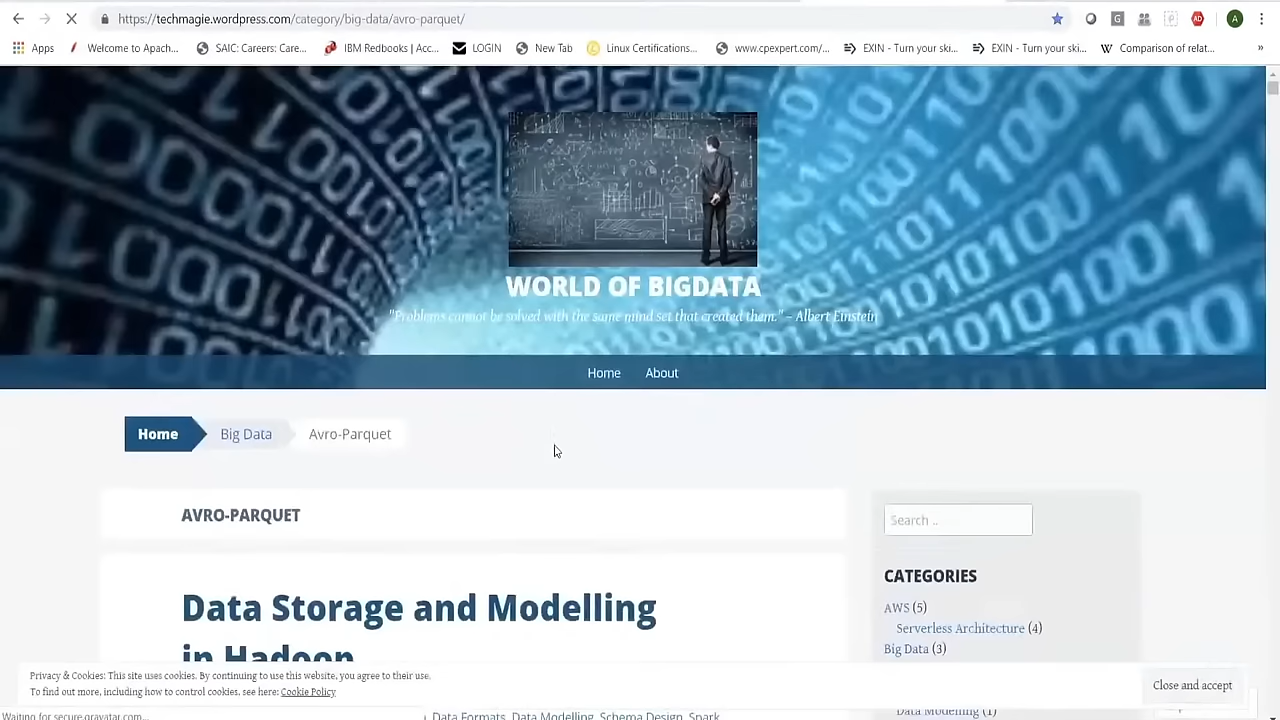 https://techmagie.wordpress.com/category/big-data/avro-parquet/
A
Apps
Welcome to Apach...
SAIC: Careers: Care...
IBM Redbooks | Acc...
LOGIN
New Tab
Linux Certifications...
www.cpexpert.com/...
EXIN - Turn your ski...
EXIN - Turn your ski...
Comparison of relat...
»
WORLD OF BIGDATA
"Problems cannot be solved with the same mind set that created them." – Albert Einstein
Home
About
Home
Big Data
Avro-Parquet
AVRO-PARQUET
Search ..
Data Storage and Modelling
in Hadoop
CATEGORIES
AWS (5)
Serverless Architecture (4)
Big Data (3)
Data Modelling (1)
Privacy & Cookies: This site uses cookies. By continuing to use this website, you agree to their use.
To find out more, including how to control cookies, see here: Cookie Policy
Close and accept
Waiting for secure.gravatar.com...
Data Formats, Data Modelling, Schema Design, Spark